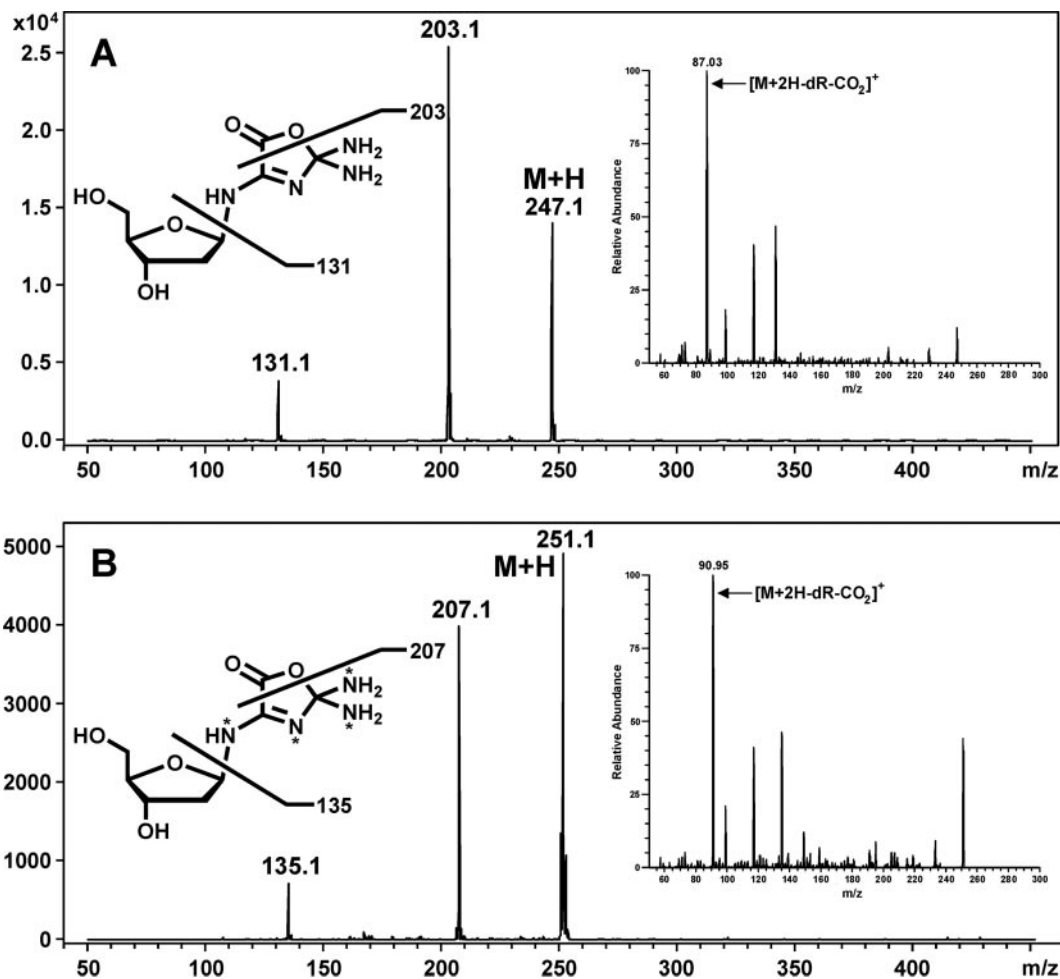 x10⁴
A
203.1
2.5
2.0
1.5
1.0
0.5
0.0
O
O
203
NH₂
NH₂
HN
N
HO
O
131
OH
M+H
247.1
131.1
50
100
150
200
250
300
350
400
m/z
87.03
[M+2H-dR-CO₂]⁺
Relative Abundance
100
75
50
25
0
60
80
100
120
140
160
180
200
220
240
260
280
300
m/z
B
M+H
251.1
207.1
5000
4000
3000
2000
1000
0
O
O
207
*
NH₂
NH₂
*
*
HN
N
*
HO
O
135
OH
135.1
50
100
150
200
250
300
350
400
m/z
90.95
[M+2H-dR-CO₂]⁺
Relative Abundance
100
75
50
25
0
60
80
100
120
140
160
180
200
220
240
260
280
300
m/z